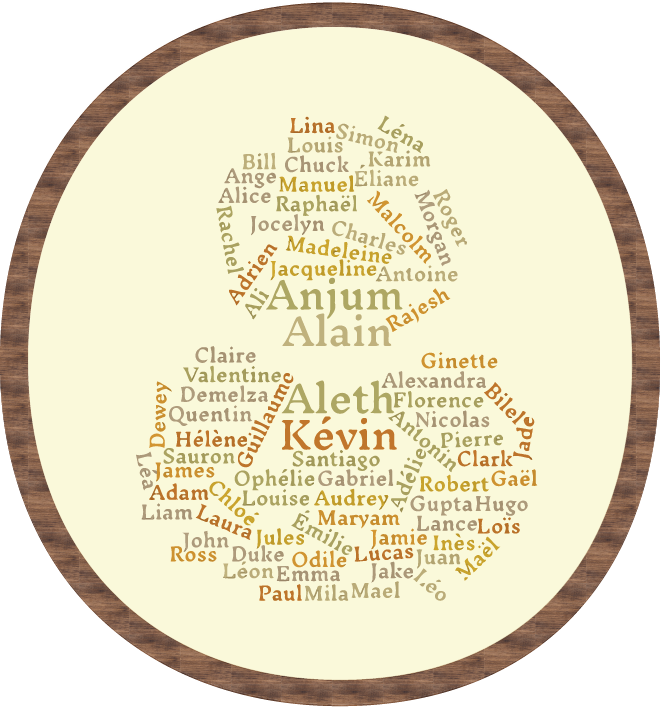 Lina
Simon
Léna
Louis
Bill
Chuck
Karim
Ange
Manuel
Éliane
Alice
Raphaël
Malcolm
Morgan
Roger
Rachel
Jocelyn
Charles
Madeleine
Adrien
Jacqueline
Antoine
Ali
Anjum
Rajesh
Alain
Claire
Ginette
Valentine
Guillaume
Alexandra
Dewey
Demelza
Aleth
Florence
Bilel
Quentin
Antonin
Nicolas
Jade
Hélène
Kévin
Pierre
Léa
Sauron
Santiago
Adélie
Clark
James
Ophélie
Gabriel
Robert
Gaël
Adam
Chloé
Louise
Audrey
Gupta
Hugo
Liam
Laura
Émilie
Maryam
Lance
Loïs
John
Jules
Jamie
Inès
Ross
Duke
Odile
Lucas
Juan
Maël
Léon
Emma
Jake
Léo
Paul
Mila
Mael